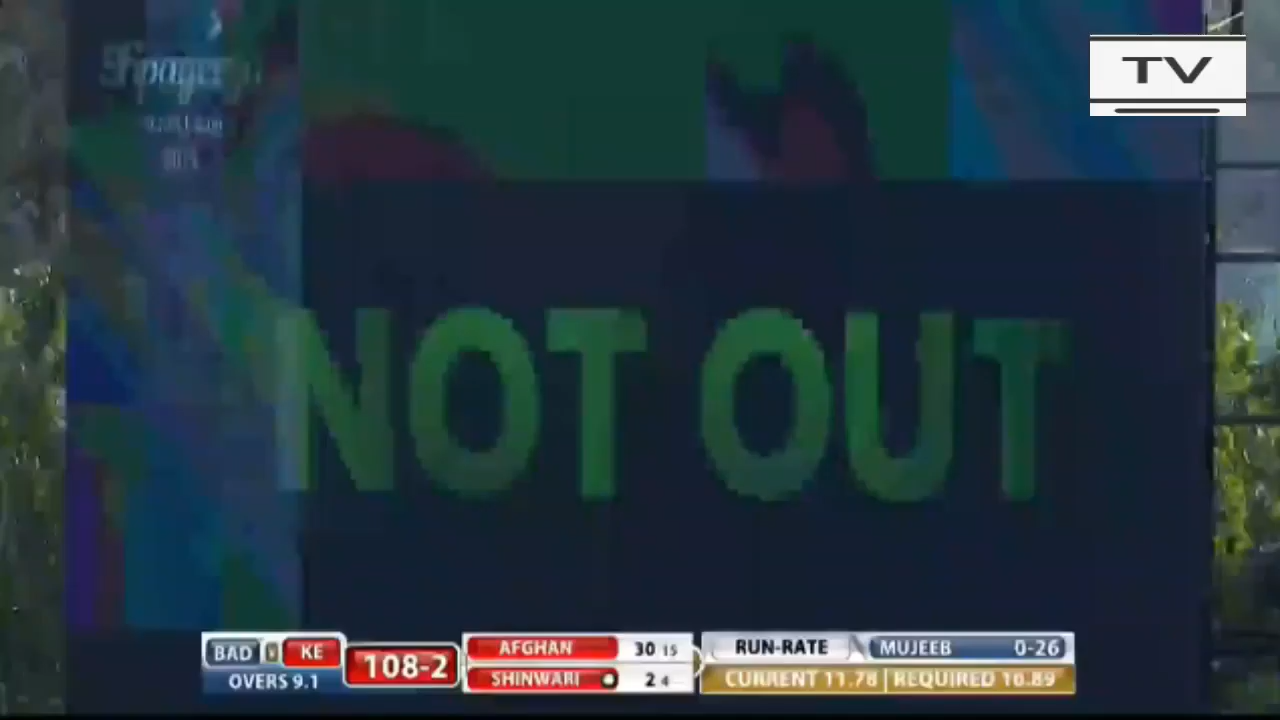 Shpageeza
TV
NOT OUT
BAD v KE
OVERS 9.1
108-2
AFGHAN 30 15
SHINWARI 2 4
RUN-RATE
MUJEEB 0-26
CURRENT 11.78 | REQUIRED 10.89